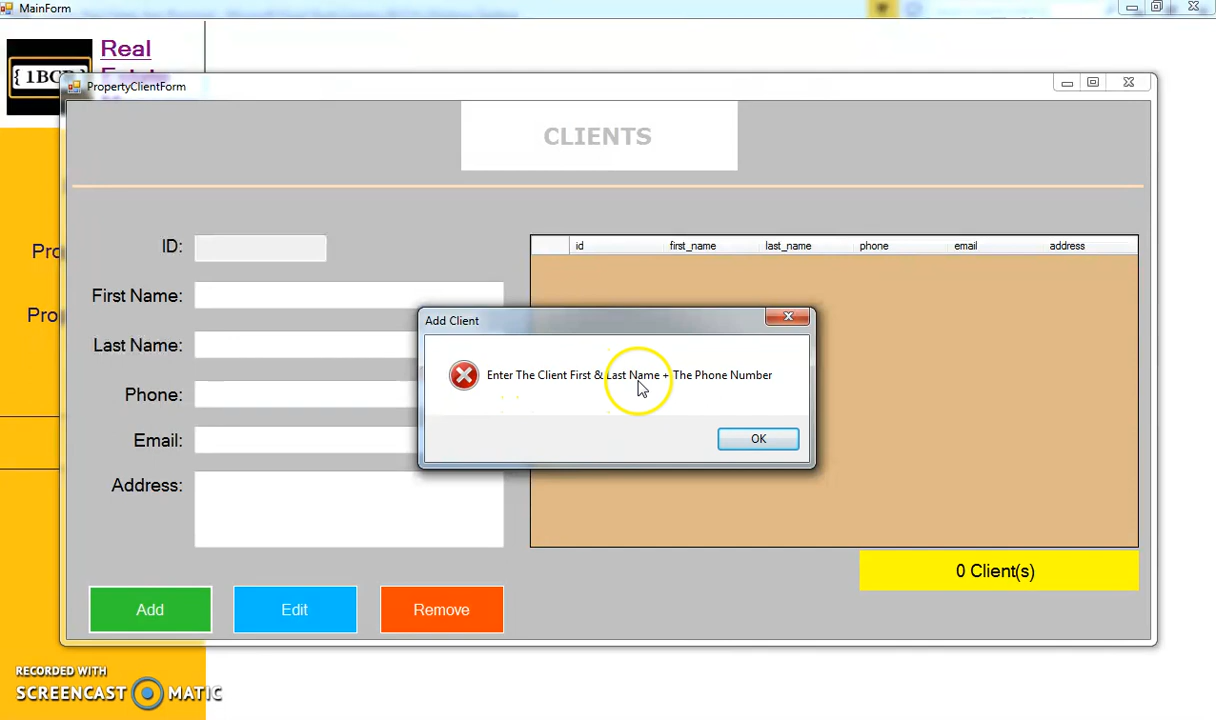 MainForm
Real
{ 1BCD
PropertyClientForm
CLIENTS
ID:
First Name:
Last Name:
Phone:
Email:
Address:
id first_name last_name phone email address
Add Client
Enter The Client First & Last Name + The Phone Number
OK
0 Client(s)
Add Edit Remove
RECORDED WITH
SCREENCAST MATIC